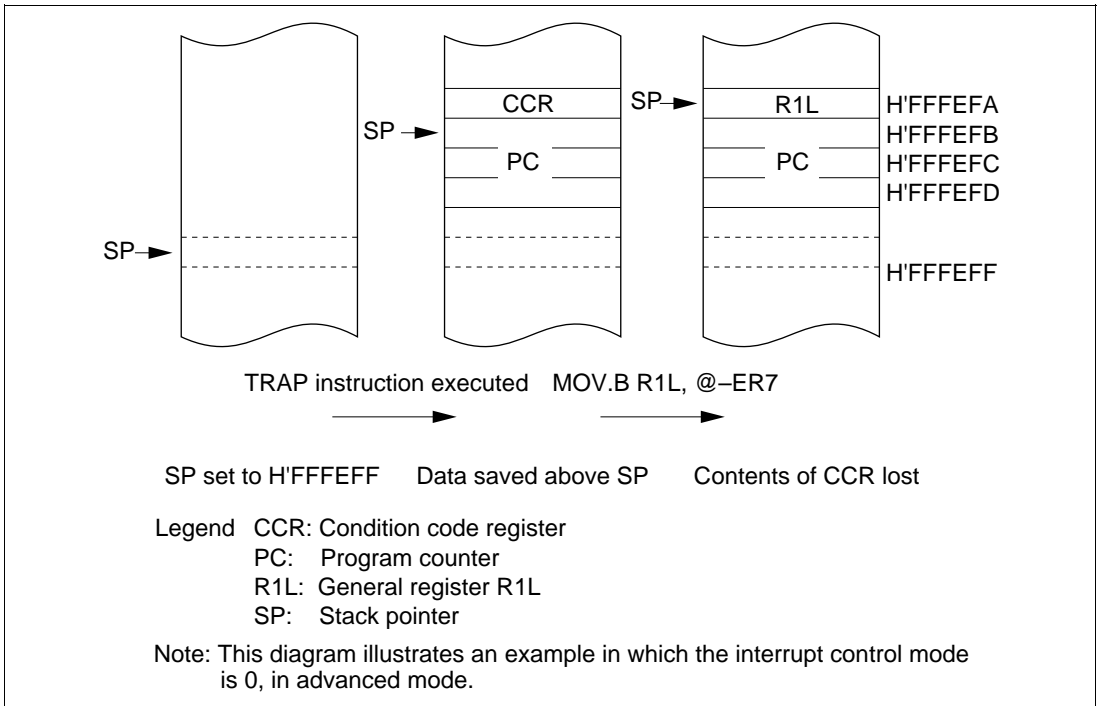 CCR SP R1L H'FFFEFA
SP H'FFFEFB
PC PC H'FFFEFC
H'FFFEFD
SP
H'FFFEFF
TRAP instruction executed MOV.B R1L, @–ER7
SP set to H'FFFEFF Data saved above SP Contents of CCR lost
Legend CCR: Condition code register
PC: Program counter
R1L: General register R1L
SP: Stack pointer
Note: This diagram illustrates an example in which the interrupt control mode
is 0, in advanced mode.